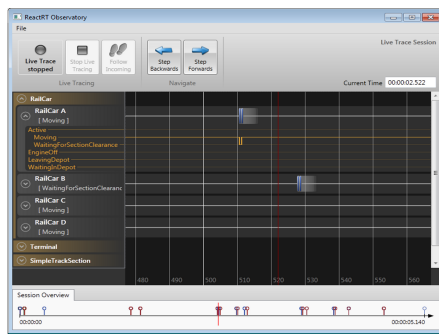 ReactRT Observatory
File
Live Trace Session
Live Trace
stopped
Stop Live
Tracing
Follow
Incoming
Step
Backwards
Step
Forwards
Live Tracing
Navigate
Current Time 00:00:02.522
RailCar
RailCar A
[ Moving ]
Active
Moving
WaitingForSectionClearance
EngineOff
LeavingDepot
WaitingInDepot
RailCar B
[ WaitingForSectionClearanc
RailCar C
[ Moving ]
RailCar D
[ Moving ]
Terminal
SimpleTrackSection
480 490 500 510 520 530 540 550 560
Session Overview
00:00:00
00:00:05.140